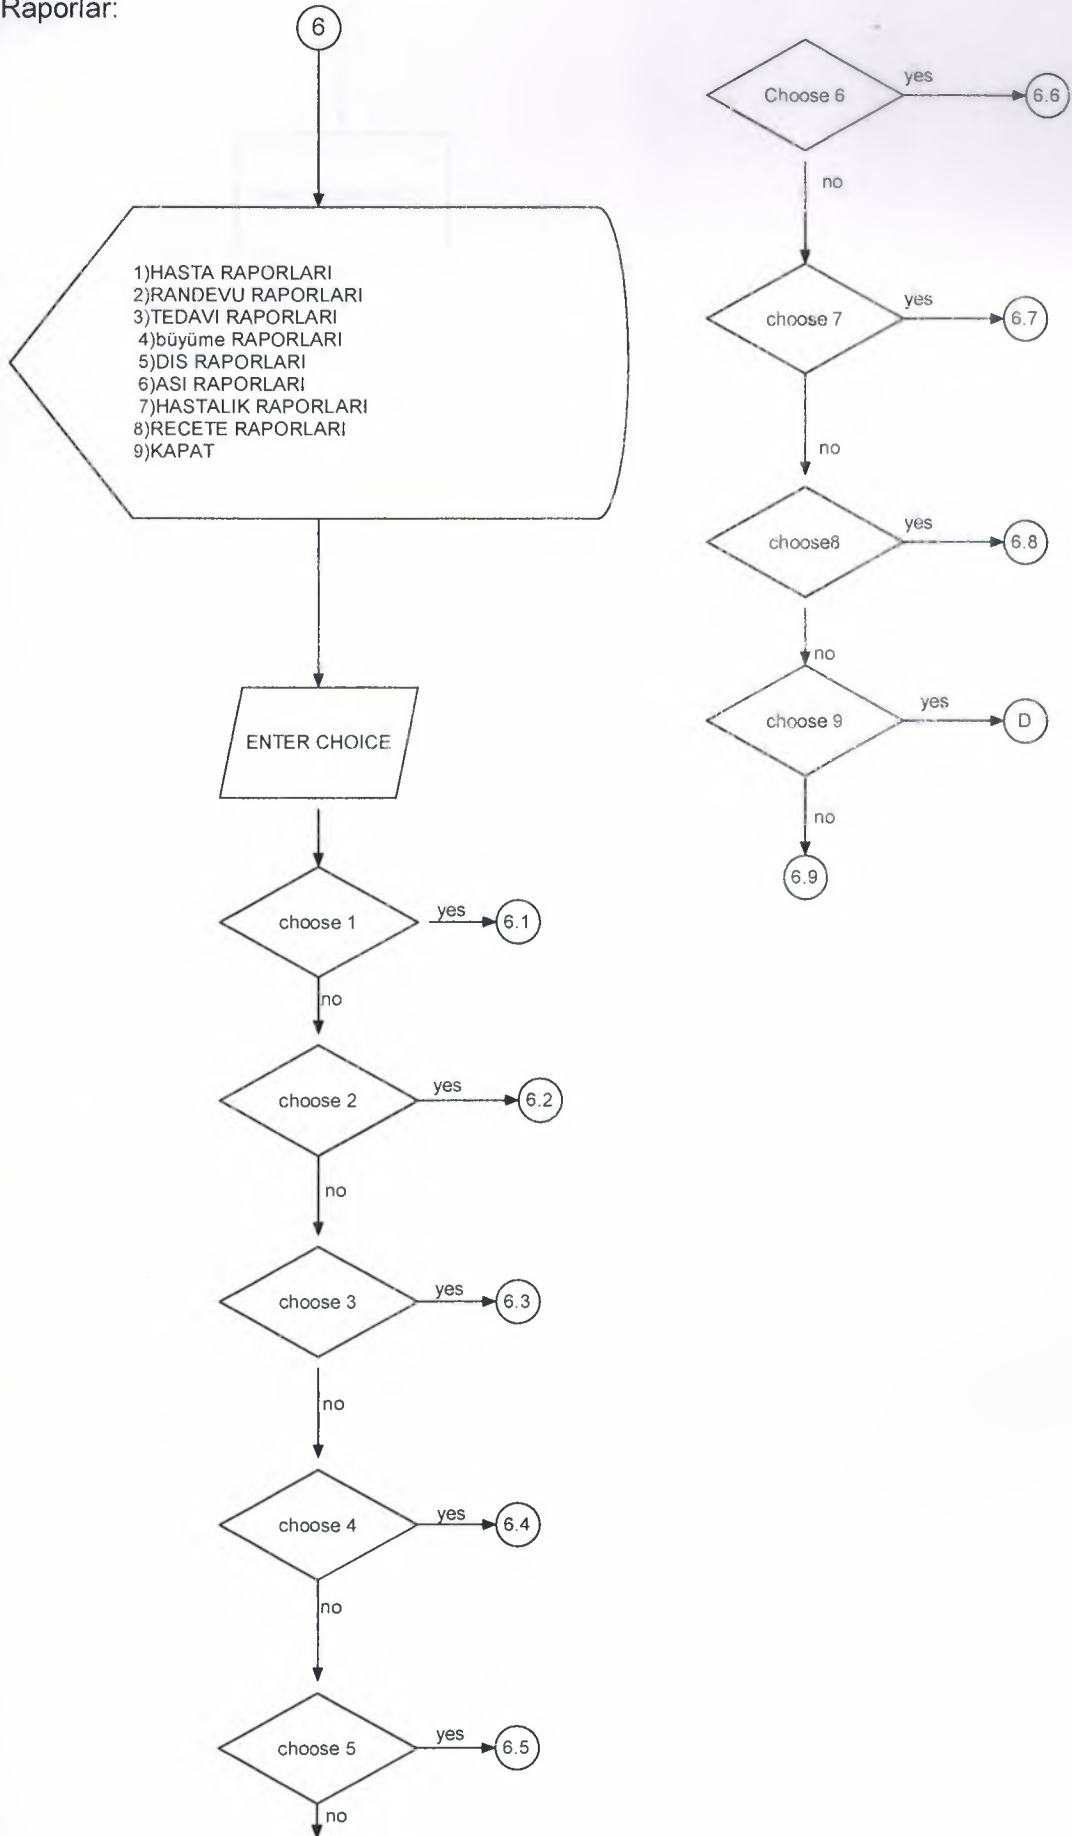 Raporlar:
6
1)HASTA RAPORLARI
2)RANDEVU RAPORLARI
3)TEDAVI RAPORLARI
4)büyüme RAPORLARI
5)DIS RAPORLARI
6)ASI RAPORLARI
7)HASTALIK RAPORLARI
8)RECETE RAPORLARI
9)KAPAT
ENTER CHOICE
choose 1
yes
6.1
no
choose 2
yes
6.2
no
choose 3
yes
6.3
no
choose 4
yes
6.4
no
choose 5
yes
6.5
no
Choose 6
yes
6.6
no
choose 7
yes
6.7
no
choose8
yes
6.8
no
choose 9
yes
D
no
6.9